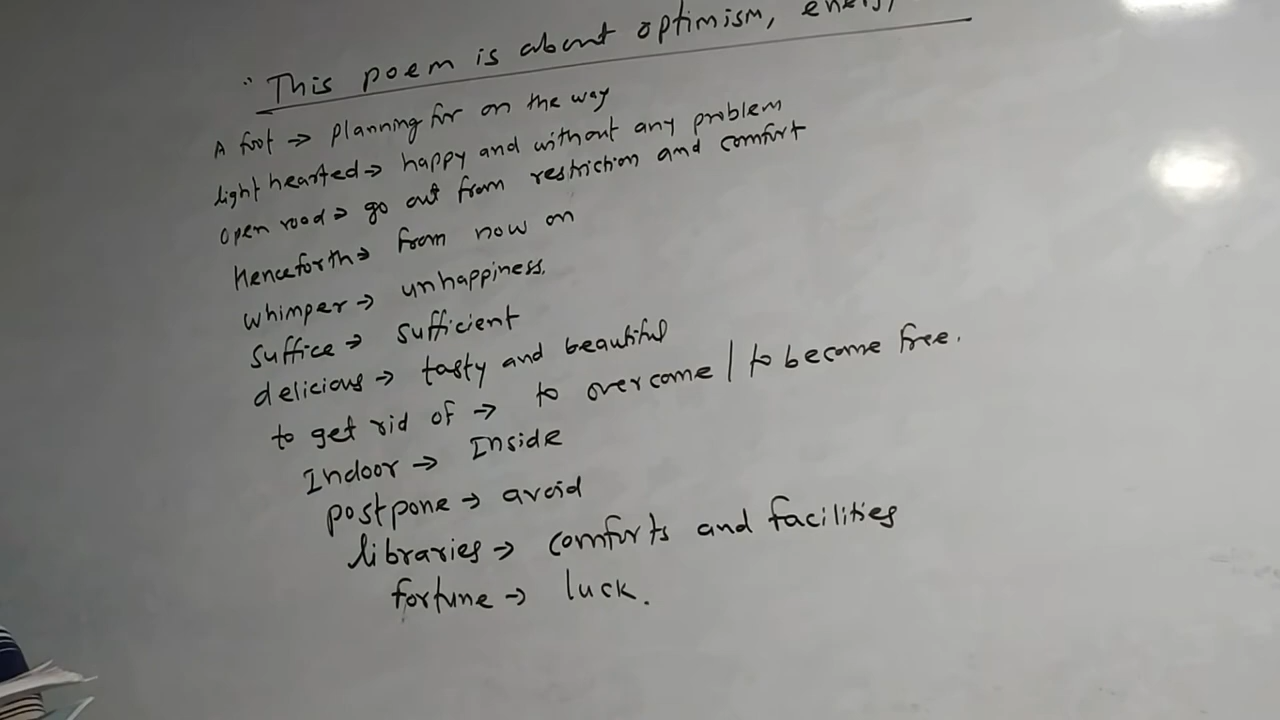 " This poem is about optimism,
A foot → planning for on the way
light hearted → happy and without any problem
open road → go out from restriction and comfort
Henceforth → from now on
whimper → unhappiness.
suffice → sufficient
delicious → tasty and beautiful
to get rid of → to overcome / to become free.
Indoor → Inside
postpone → avoid
libraries → comforts and facilities
fortune → luck.